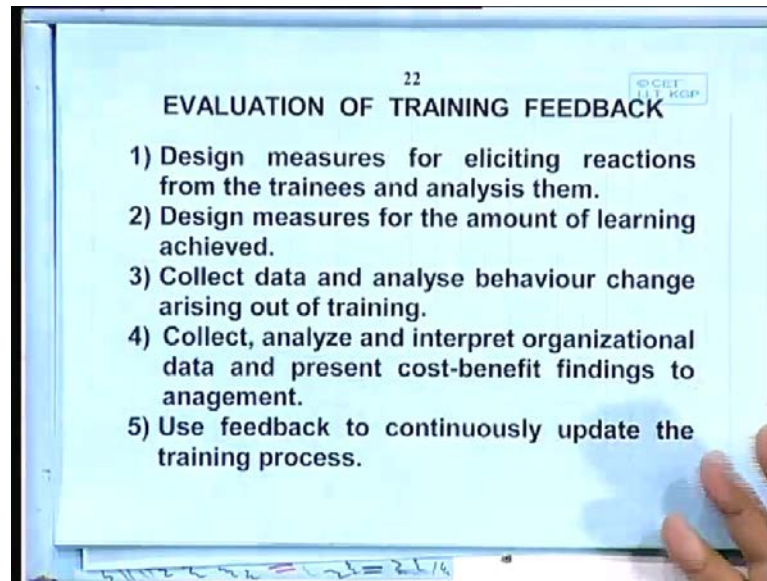 22
© CET
I.I.T. KGP
EVALUATION OF TRAINING FEEDBACK
1) Design measures for eliciting reactions
from the trainees and analysis them.
2) Design measures for the amount of learning
achieved.
3) Collect data and analyse behaviour change
arising out of training.
4) Collect, analyze and interpret organizational
data and present cost-benefit findings to
anagement.
5) Use feedback to continuously update the
training process.